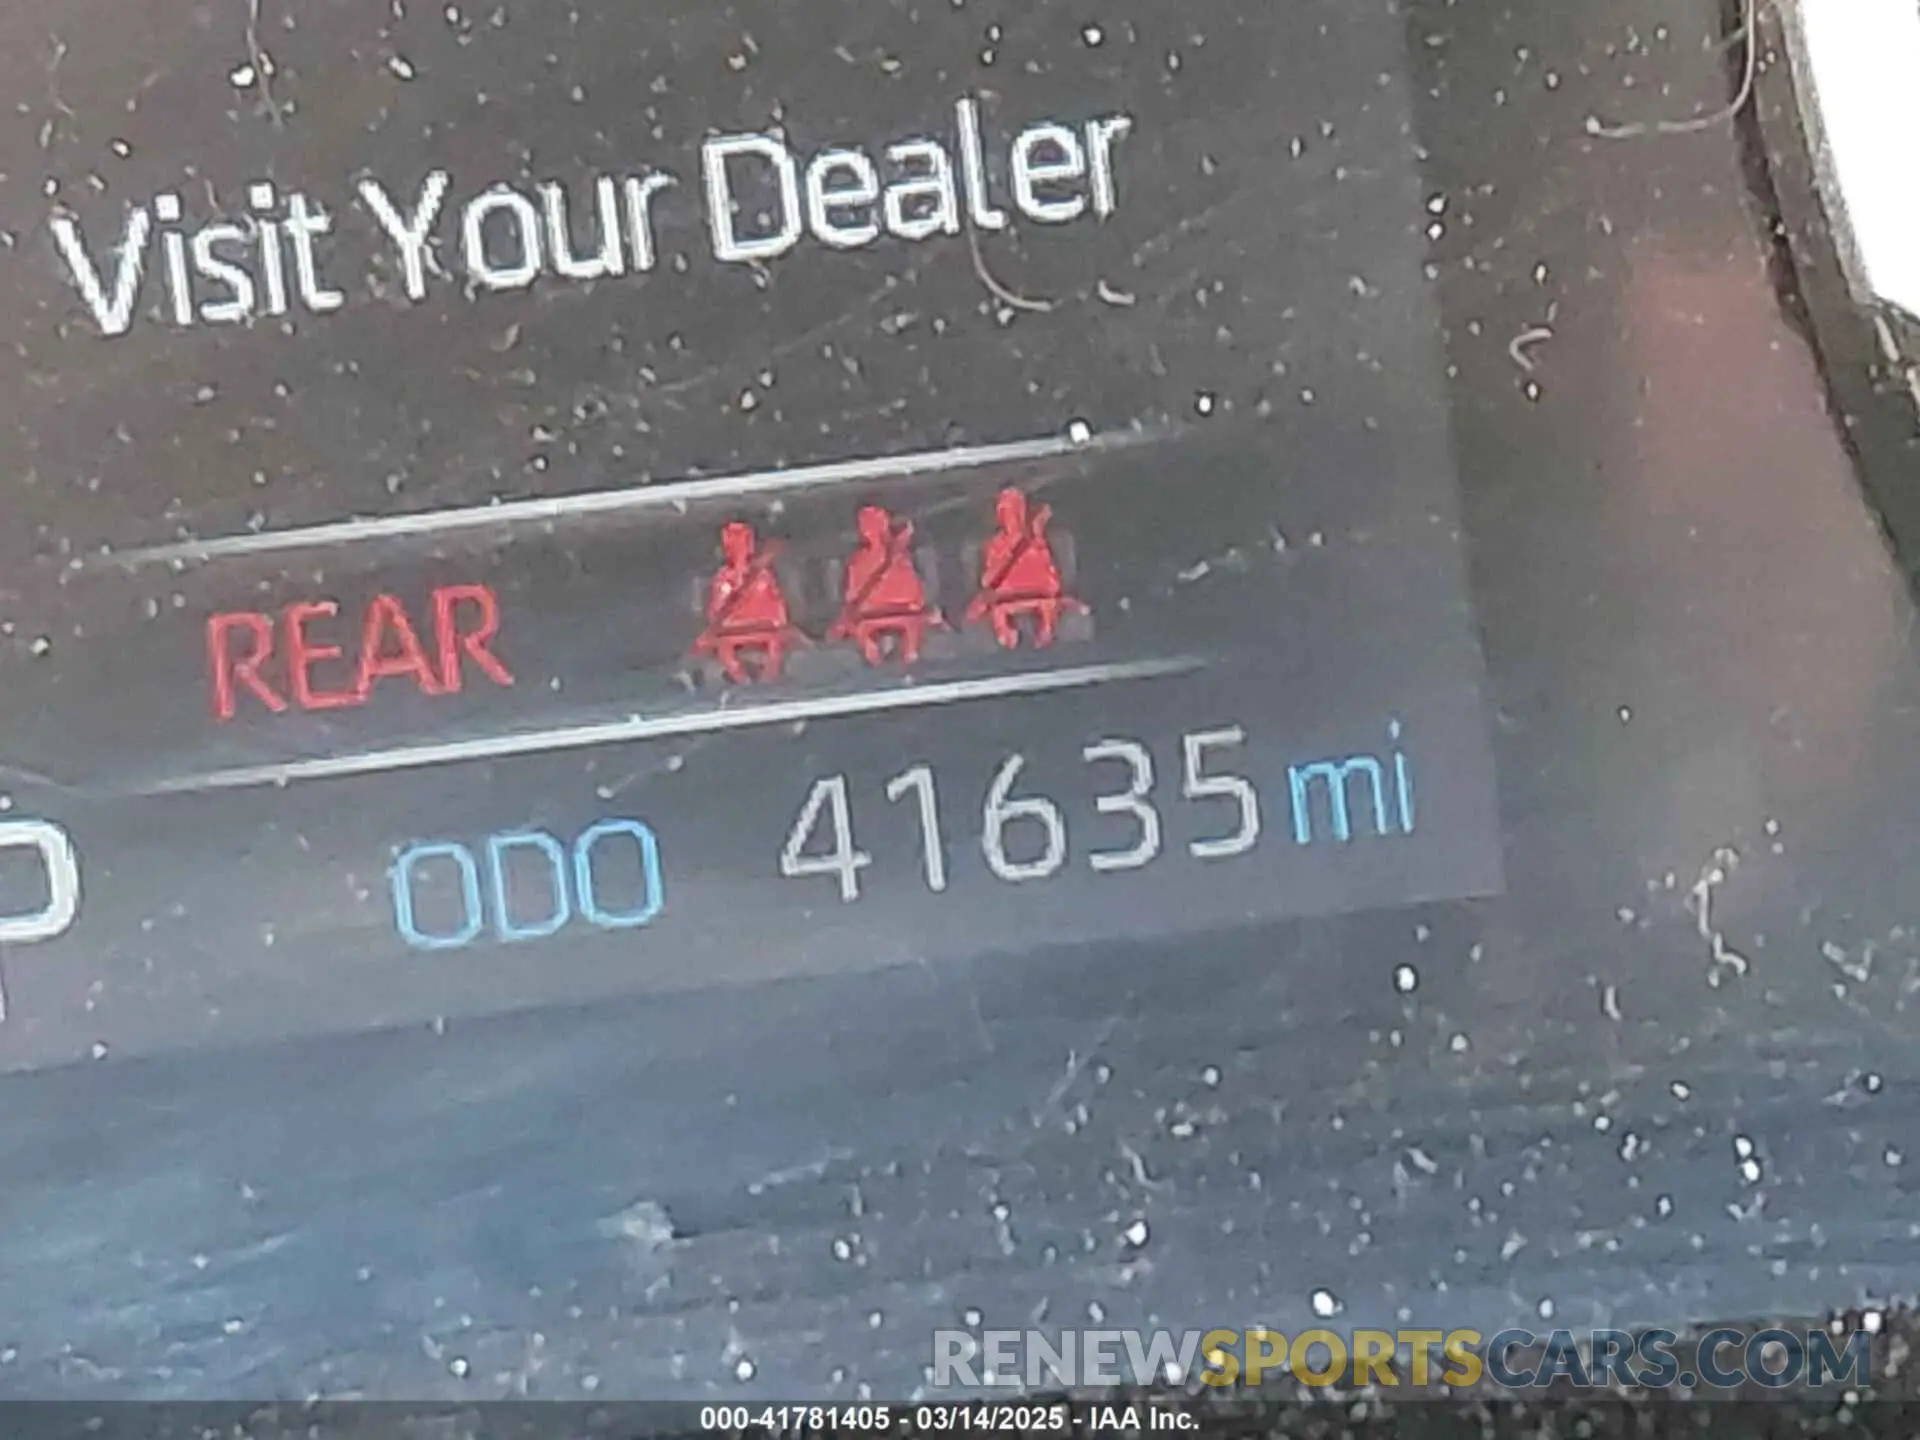 Visit Your Dealer
REAR
P
ODO 41635 mi
RENEWSPORTSCARS.COM
000-41781405 - 03/14/2025 - IAA Inc.